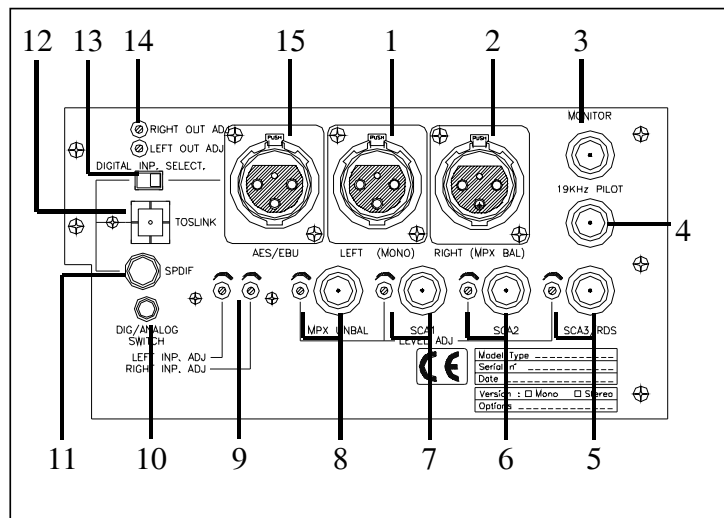 12 13 14 15 1 2 3
MONITOR
PUSH PUSH PUSH
RIGHT OUT ADJ
LEFT OUT ADJ
DIGITAL INP. SELECT.
19KHz PILOT
TOSLINK
4
AES/EBU LEFT (MONO) RIGHT (MPX BAL)
SPDIF
DIG/ANALOG
SWITCH
MPX UNBAL SCA1 SCA2 SCA3/RDS
LEVEL ADJ
LEFT INP. ADJ
RIGHT INP. ADJ
CE
Model Type
Serial n°
Date
Version : Mono Stereo
Options
11 10 9 8 7 6 5